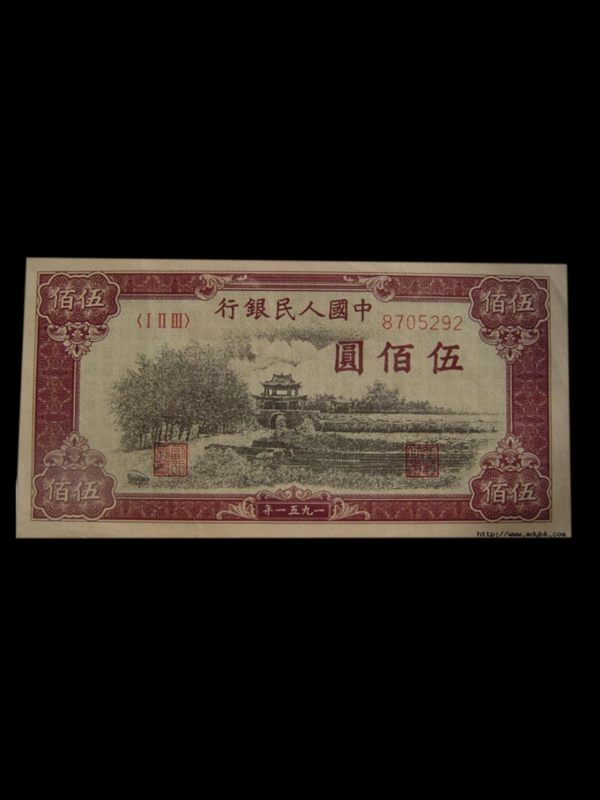 行銀民人國中
〈I II III〉 8705292
圓佰伍
佰伍 佰伍
佰伍 佰伍
年一五九一
http://www.mdybk.com